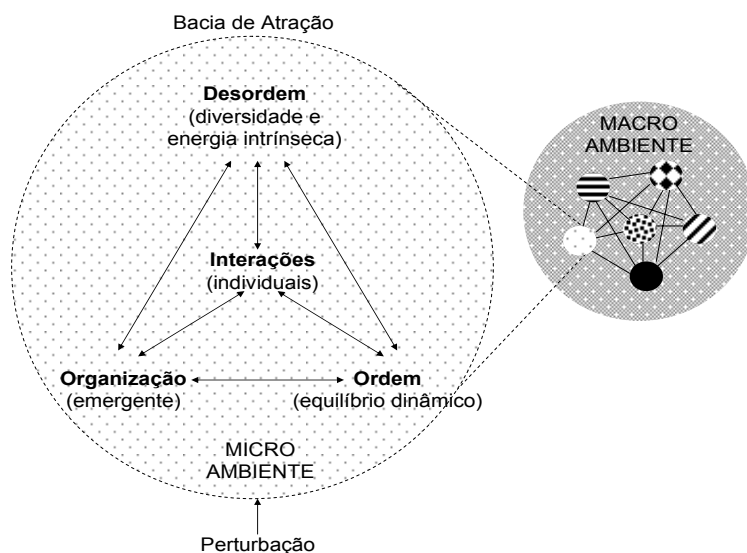 Bacia de Atração
Desordem
(diversidade e
energia intrínseca)
MACRO
AMBIENTE
Interações
(individuais)
Organização
(emergente)
Ordem
(equilíbrio dinâmico)
MICRO
AMBIENTE
Perturbação